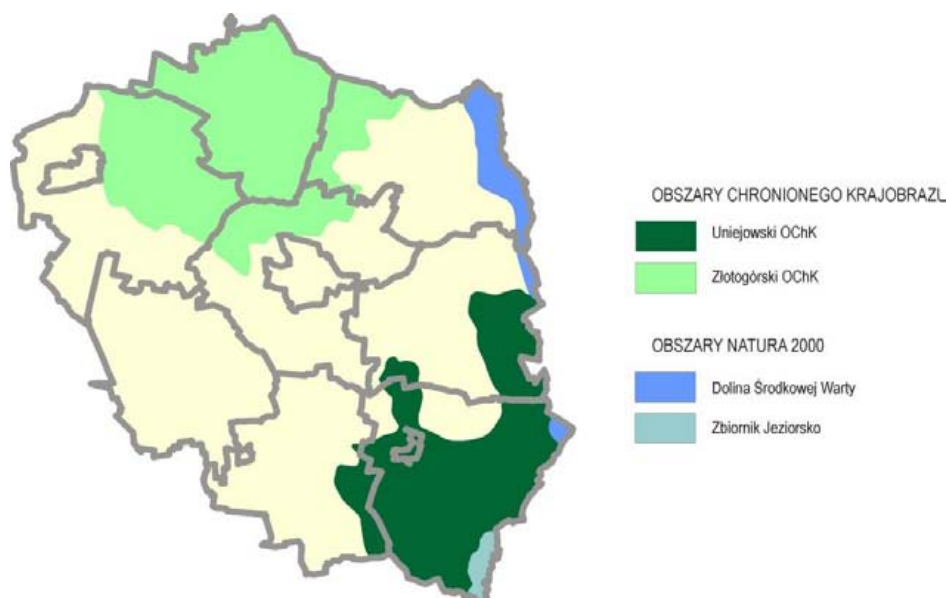 OBSZARY CHRONIONEGO KRAJOBRAZU
Uniejowski OChK
Złotogórski OChK
OBSZARY NATURA 2000
Dolina Środkowej Warty
Zbiornik Jeziorsko